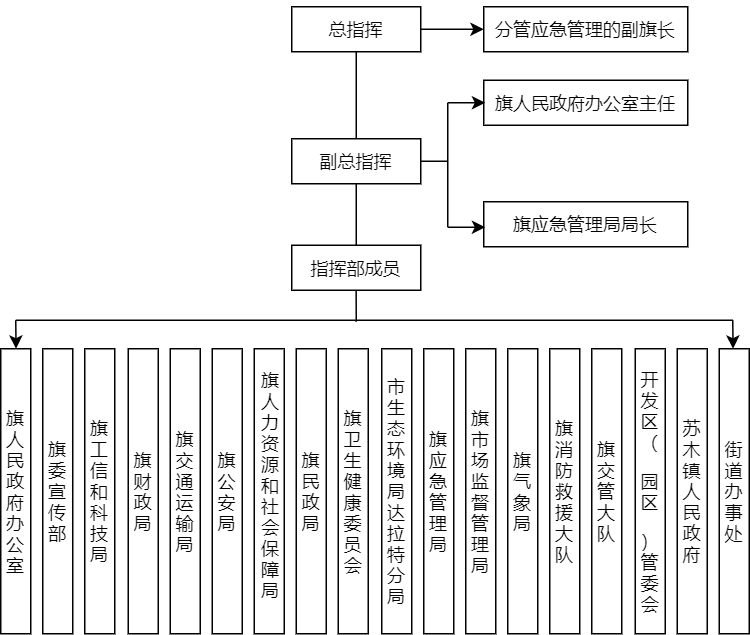 总指挥
分管应急管理的副旗长
旗人民政府办公室主任
副总指挥
旗应急管理局局长
指挥部成员
旗人民政府办公室
旗委宣传部
旗工信和科技局
旗财政局
旗交通运输局
旗公安局
旗人力资源和社会保障局
旗民政局
旗卫生健康委员会
市生态环境局达拉特分局
旗应急管理局
旗市场监督管理局
旗气象局
旗消防救援大队
旗交管大队
开发区（园区）管委会
苏木镇人民政府
街道办事处